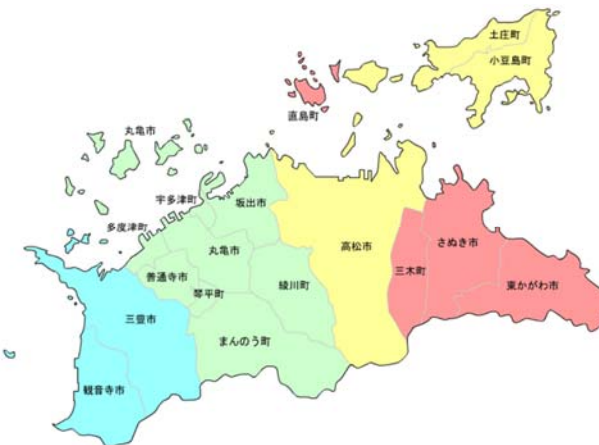 土庄町
小豆島町
直島町
丸亀市
宇多津町
坂出市
多度津町
丸亀市
高松市
さぬき市
三木町
善通寺市
綾川町
東かがわ市
琴平町
三豊市
まんのう町
観音寺市